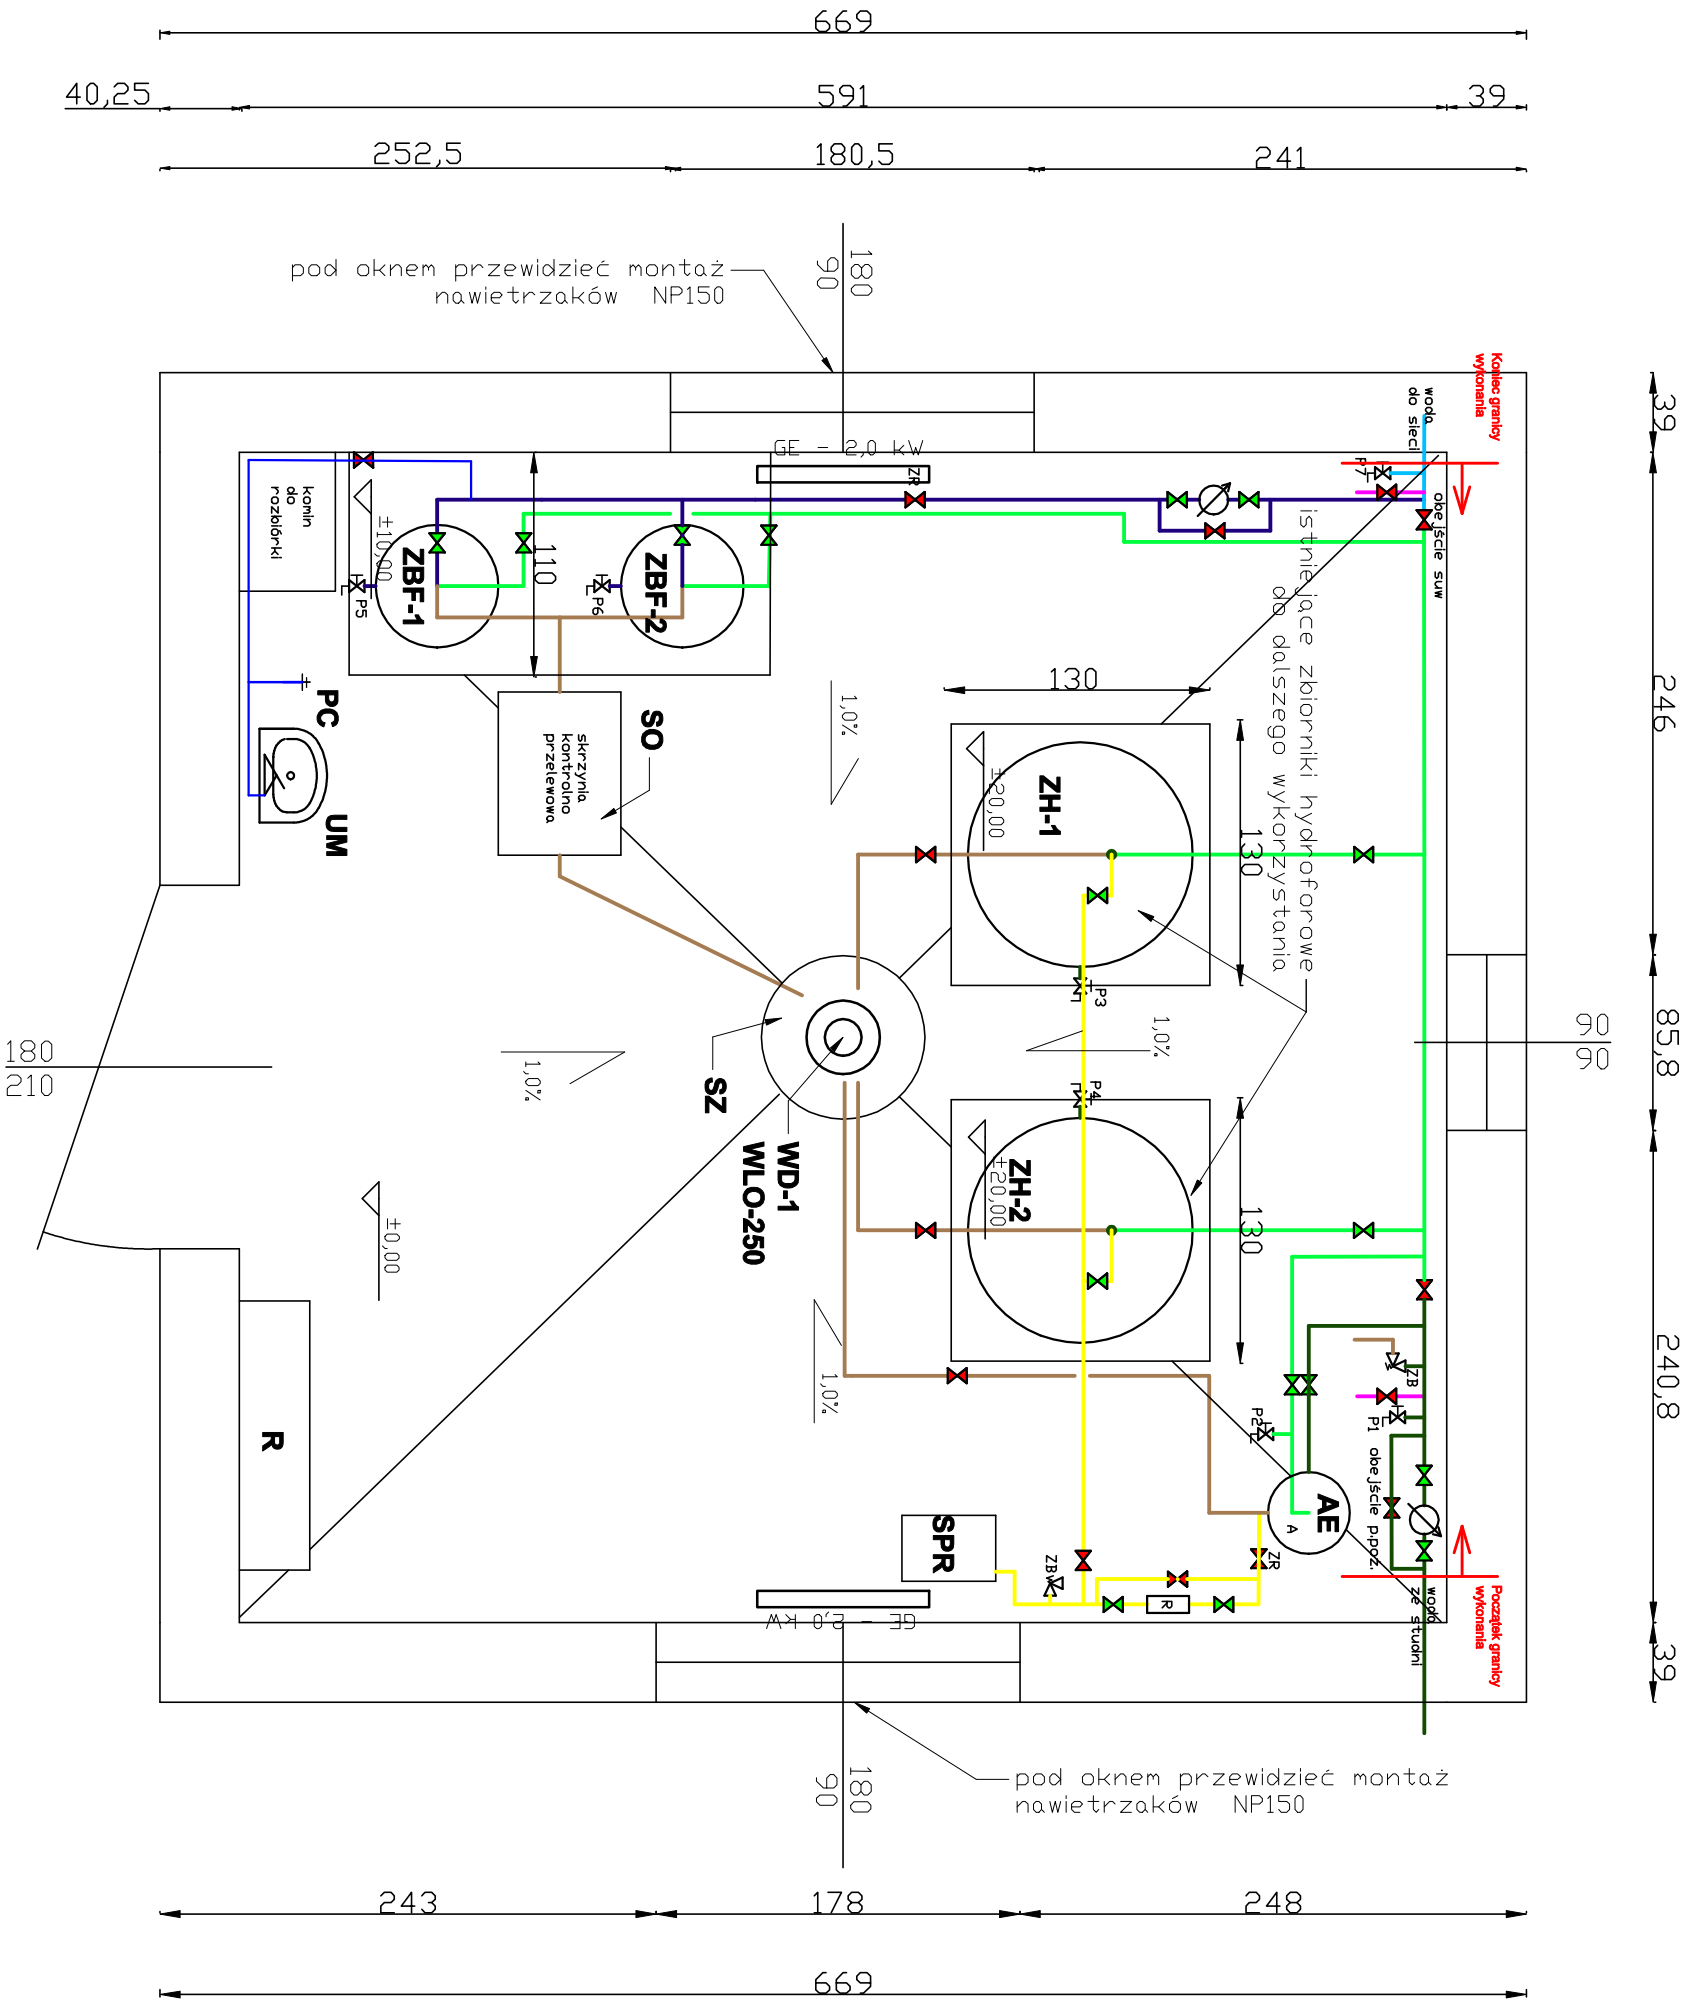 669
40,25
591
39
252,5
180,5
241
pod oknem przewidzieć montaż
nawietrzaków NP150
180
90
Koniec granicy
wykonania
woda
do sieci
39
GE - 2,0 kW
ZR
P7
obejście suw
komin
do
rozbiórki
±10,00
ZBF-1
P5
110
P6
ZBF-2
istniejące zbiorniki hydroforowe
do dalszego wykorzystania
246
PC
UM
SO
skrzynia
kontrolno
przelewowa
1,0%
130
ZH-1
±20,00
130
P3
1,0%
90
90
85,8
180
210
1,0%
SZ
WD-1
WLO-250
P4
ZH-2
±20,00
130
±0,00
1,0%
240,8
ZB
P1
P2
obejście p.poż.
R
AE
A
SPR
ZBW
ZR
R
GE - 2,0 kW
woda
ze studni
Początek granicy
wykonania
39
180
90
pod oknem przewidzieć montaż
nawietrzaków NP150
243
178
248
669